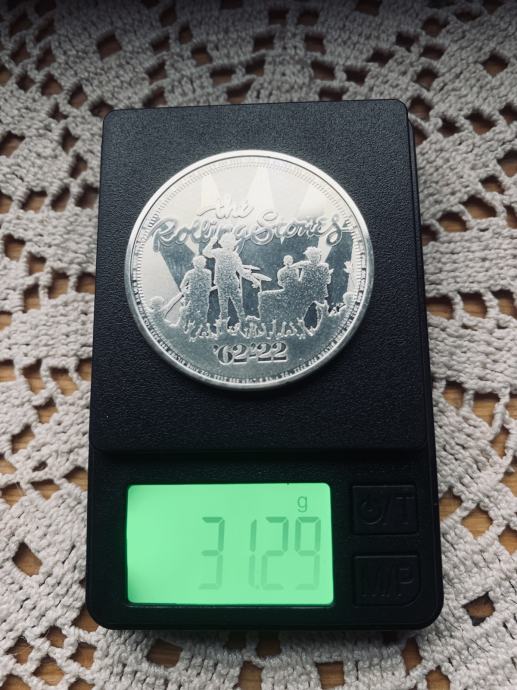 the
Rolling Stones
'62-'22
g
31.29
⏻/T
M/P